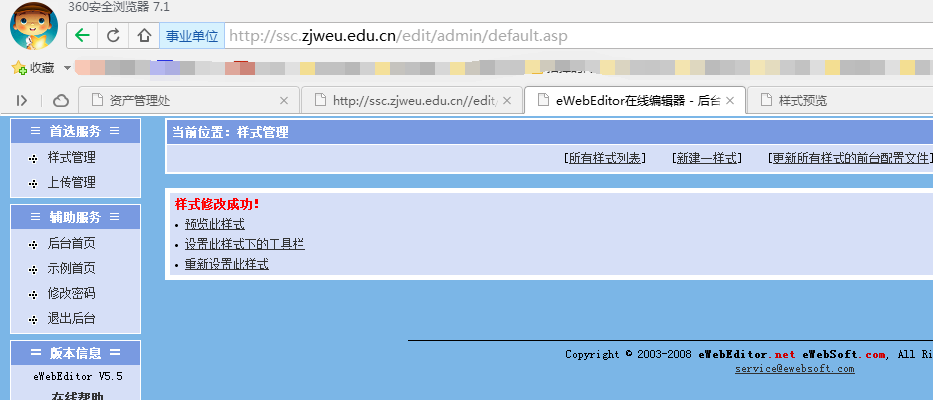 360安全浏览器 7.1
事业单位 http://ssc.zjweu.edu.cn/edit/admin/default.asp
收藏
资产管理处 http://ssc.zjweu.edu.cn//edit/ eWebEditor在线编辑器 - 后台 样式预览
三 首选服务 三
样式管理
上传管理
三 辅助服务 三
后台首页
示例首页
修改密码
退出后台
= 版本信息 =
eWebEditor V5.5
在线帮助
当前位置：样式管理
[所有样式列表] [新建一样式] [更新所有样式的前台配置文件]
样式修改成功！
• 预览此样式
• 设置此样式下的工具栏
• 重新设置此样式
Copyright © 2003-2008 eWebEditor.net eWebSoft.com, All Ri
service@ewebsoft.com